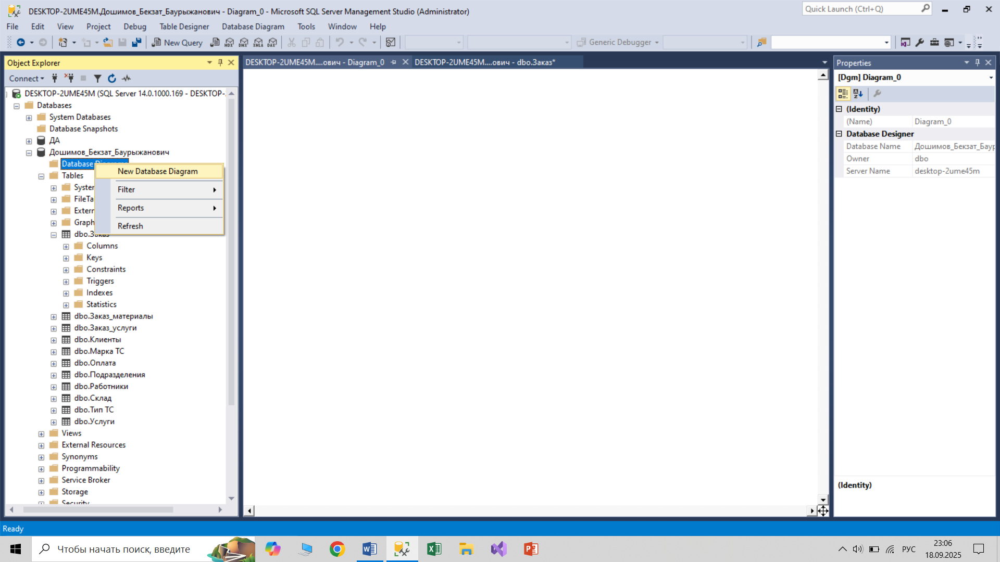 DESKTOP-2UME45M.Дошимов_Бекзат_Баурыжанович - Diagram_0 - Microsoft SQL Server Management Studio (Administrator)
Quick Launch (Ctrl+Q)
File Edit View Project Debug Table Designer Database Diagram Tools Window Help
New Query
MDX DMX XMLA DAX
Generic Debugger
Object Explorer
Connect
DESKTOP-2UME45M (SQL Server 14.0.1000.169 - DESKTOP-
Databases
System Databases
Database Snapshots
ДА
Дошимов_Бекзат_Баурыжанович
Database
Tables
System
FileTa
Extern
Graph
dbo.Заказ
Columns
Keys
Constraints
Triggers
Indexes
Statistics
dbo.Заказ_материалы
dbo.Заказ_услуги
dbo.Клиенты
dbo.Марка ТС
dbo.Оплата
dbo.Подразделения
dbo.Работники
dbo.Склад
dbo.Тип ТС
dbo.Услуги
Views
External Resources
Synonyms
Programmability
Service Broker
Storage
Security
New Database Diagram
Filter
Reports
Refresh
DESKTOP-2UME45M....ович - Diagram_0
DESKTOP-2UME45M....ович - dbo.Заказ*
Properties
[Dgm] Diagram_0
(Identity)
(Name) Diagram_0
Database Designer
Database Name Дошимов_Бекзат_Баур
Owner dbo
Server Name desktop-2ume45m
(Identity)
Ready
Чтобы начать поиск, введите
РУС
23:06
18.09.2025